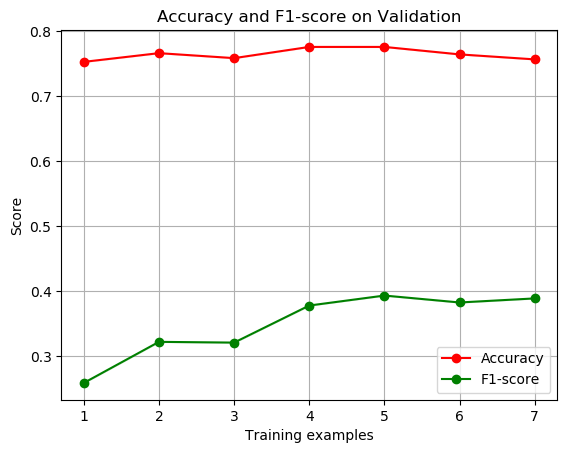 Accuracy and F1-score on Validation
0.8
0.7
0.6
0.5
0.4
0.3
Score
1 2 3 4 5 6 7
Training examples
Accuracy
F1-score